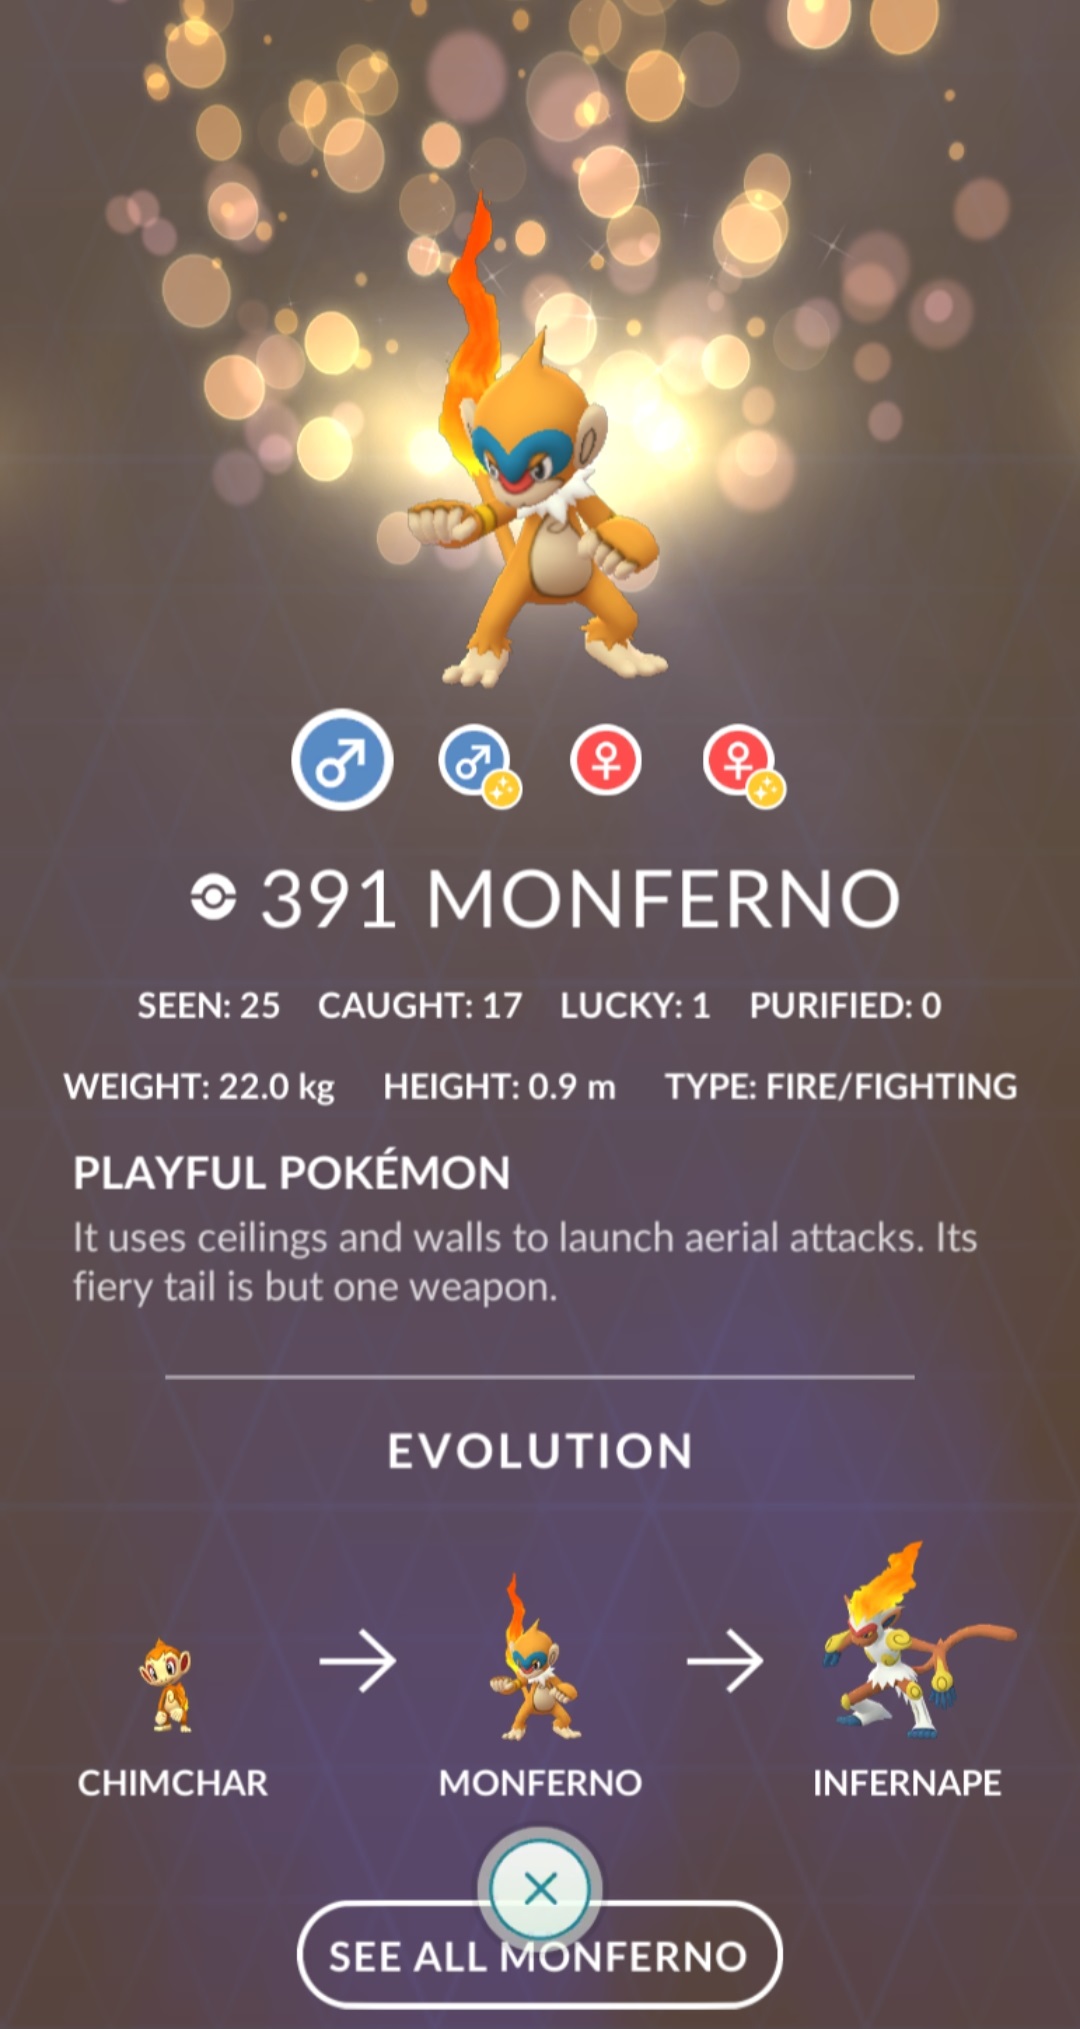 391 MONFERNO
SEEN: 25 CAUGHT: 17 LUCKY: 1 PURIFIED: 0
WEIGHT: 22.0 kg HEIGHT: 0.9 m TYPE: FIRE/FIGHTING
PLAYFUL POKÉMON
It uses ceilings and walls to launch aerial attacks. Its
fiery tail is but one weapon.
EVOLUTION
CHIMCHAR MONFERNO INFERNAPE
SEE ALL MONFERNO